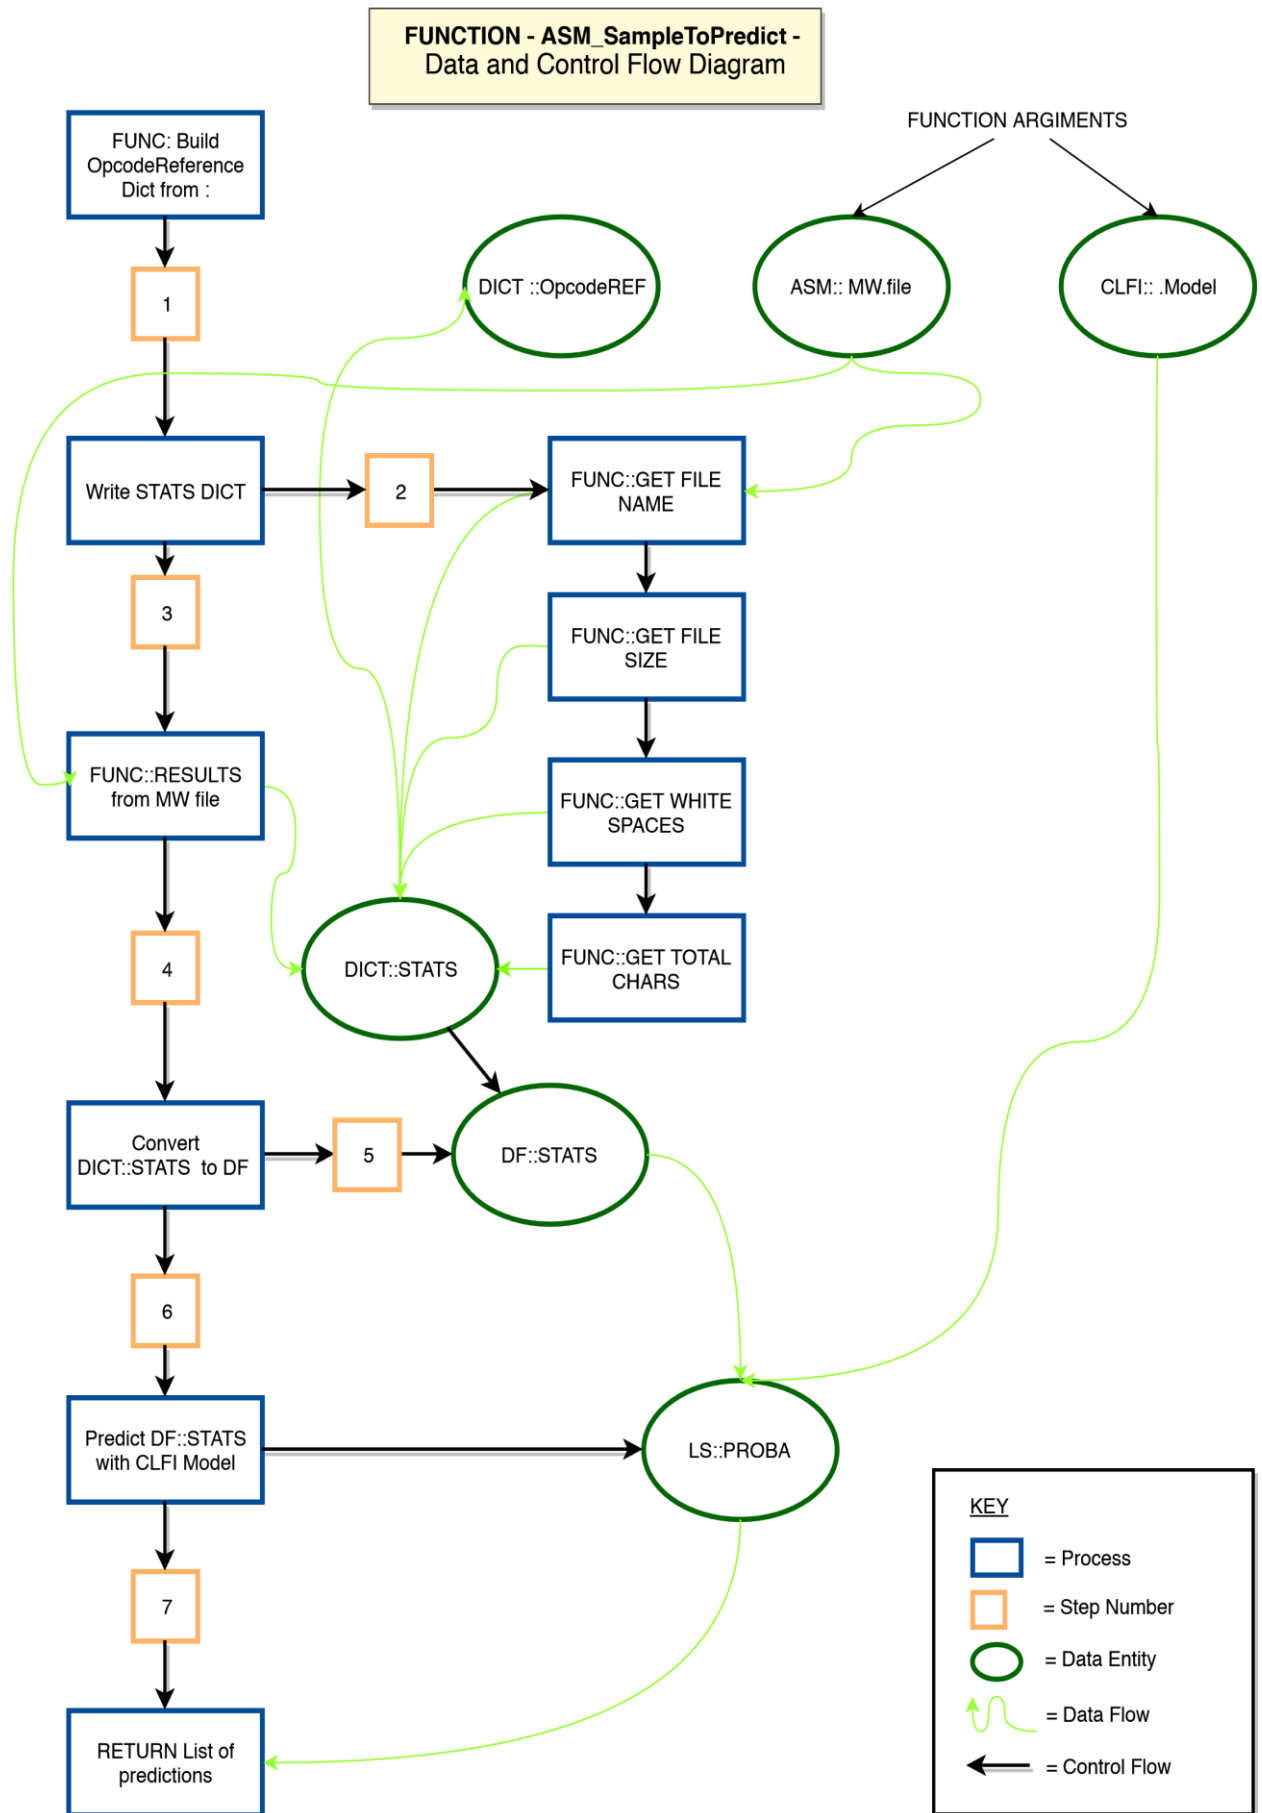 FUNCTION - ASM_SampleToPredict -
Data and Control Flow Diagram
FUNC: Build
OpcodeReference
Dict from :
FUNCTION ARGIMENTS
1
DICT ::OpcodeREF
ASM:: MW.file
CLFI:: .Model
Write STATS DICT
2
FUNC::GET FILE
NAME
3
FUNC::GET FILE
SIZE
FUNC::RESULTS
from MW file
FUNC::GET WHITE
SPACES
4
DICT::STATS
FUNC::GET TOTAL
CHARS
Convert
DICT::STATS to DF
5
DF::STATS
6
Predict DF::STATS
with CLFI Model
LS::PROBA
7
RETURN List of
predictions
KEY
= Process
= Step Number
= Data Entity
= Data Flow
= Control Flow